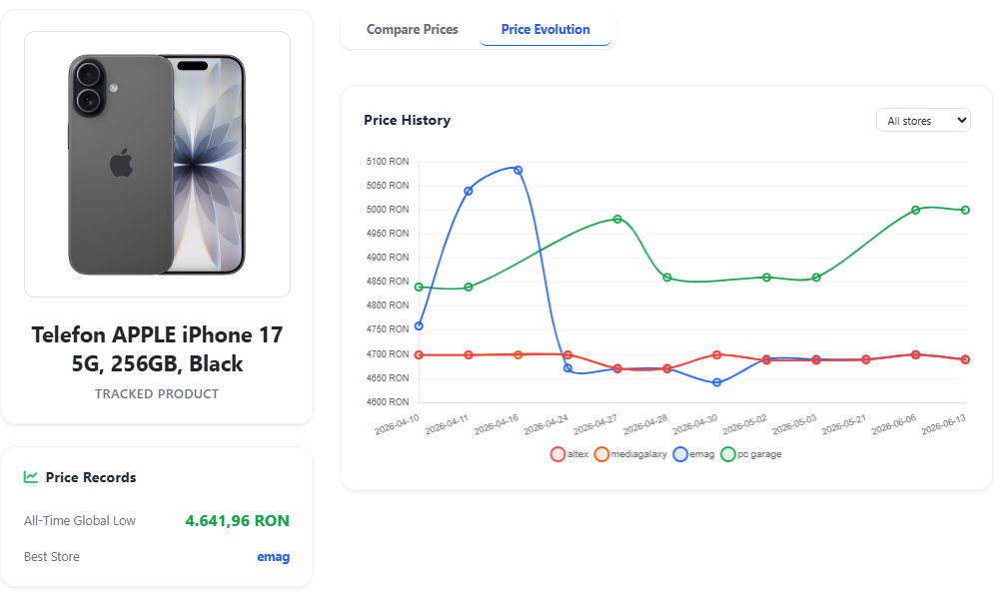 Compare Prices
Price Evolution
Telefon APPLE iPhone 17
5G, 256GB, Black
TRACKED PRODUCT
Price Records
All-Time Global Low
4.641,96 RON
Best Store
emag
Price History
All stores
5100 RON
5050 RON
5000 RON
4950 RON
4900 RON
4850 RON
4800 RON
4750 RON
4700 RON
4650 RON
4600 RON
2026-04-10
2026-04-11
2026-04-16
2026-04-24
2026-04-27
2026-04-28
2026-04-30
2026-05-02
2026-05-03
2026-05-21
2026-06-06
2026-06-13
altex
mediagalaxy
emag
pc garage